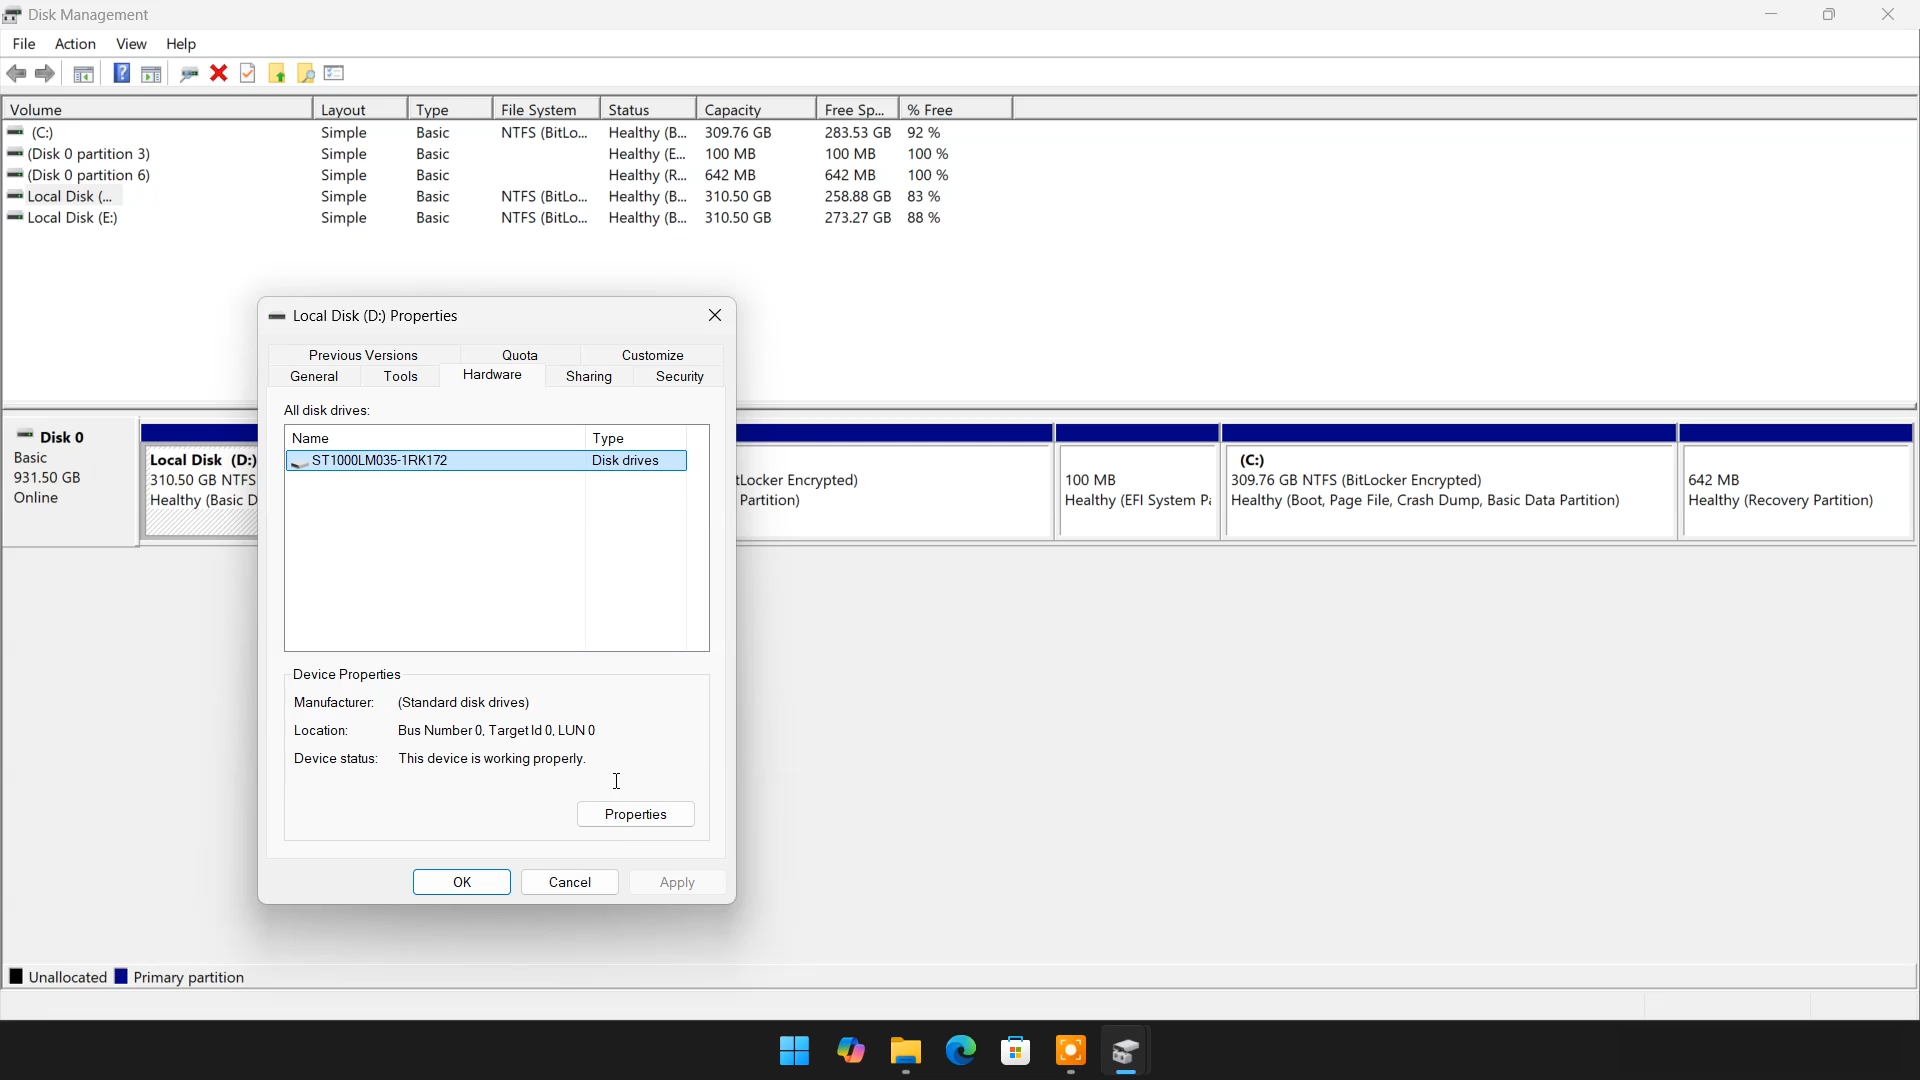 Disk Management
File Action View Help
Volume Layout Type File System Status Capacity Free Sp... % Free
(C:) Simple Basic NTFS (BitLo... Healthy (B... 309.76 GB 283.53 GB 92 %
(Disk 0 partition 3) Simple Basic Healthy (E... 100 MB 100 MB 100 %
(Disk 0 partition 6) Simple Basic Healthy (R... 642 MB 642 MB 100 %
Local Disk (... Simple Basic NTFS (BitLo... Healthy (B... 310.50 GB 258.88 GB 83 %
Local Disk (E:) Simple Basic NTFS (BitLo... Healthy (B... 310.50 GB 273.27 GB 88 %
Local Disk (D:) Properties
Previous Versions Quota Customize
General Tools Hardware Sharing Security
All disk drives:
Name Type
ST1000LM035-1RK172 Disk drives
Device Properties
Manufacturer: (Standard disk drives)
Location: Bus Number 0, Target Id 0, LUN 0
Device status: This device is working properly.
Properties
OK Cancel Apply
Disk 0
Basic
931.50 GB
Online
Local Disk (D:)
310.50 GB NTFS
Healthy (Basic D
tLocker Encrypted)
Partition)
100 MB
Healthy (EFI System Pa
(C:)
309.76 GB NTFS (BitLocker Encrypted)
Healthy (Boot, Page File, Crash Dump, Basic Data Partition)
642 MB
Healthy (Recovery Partition)
Unallocated Primary partition